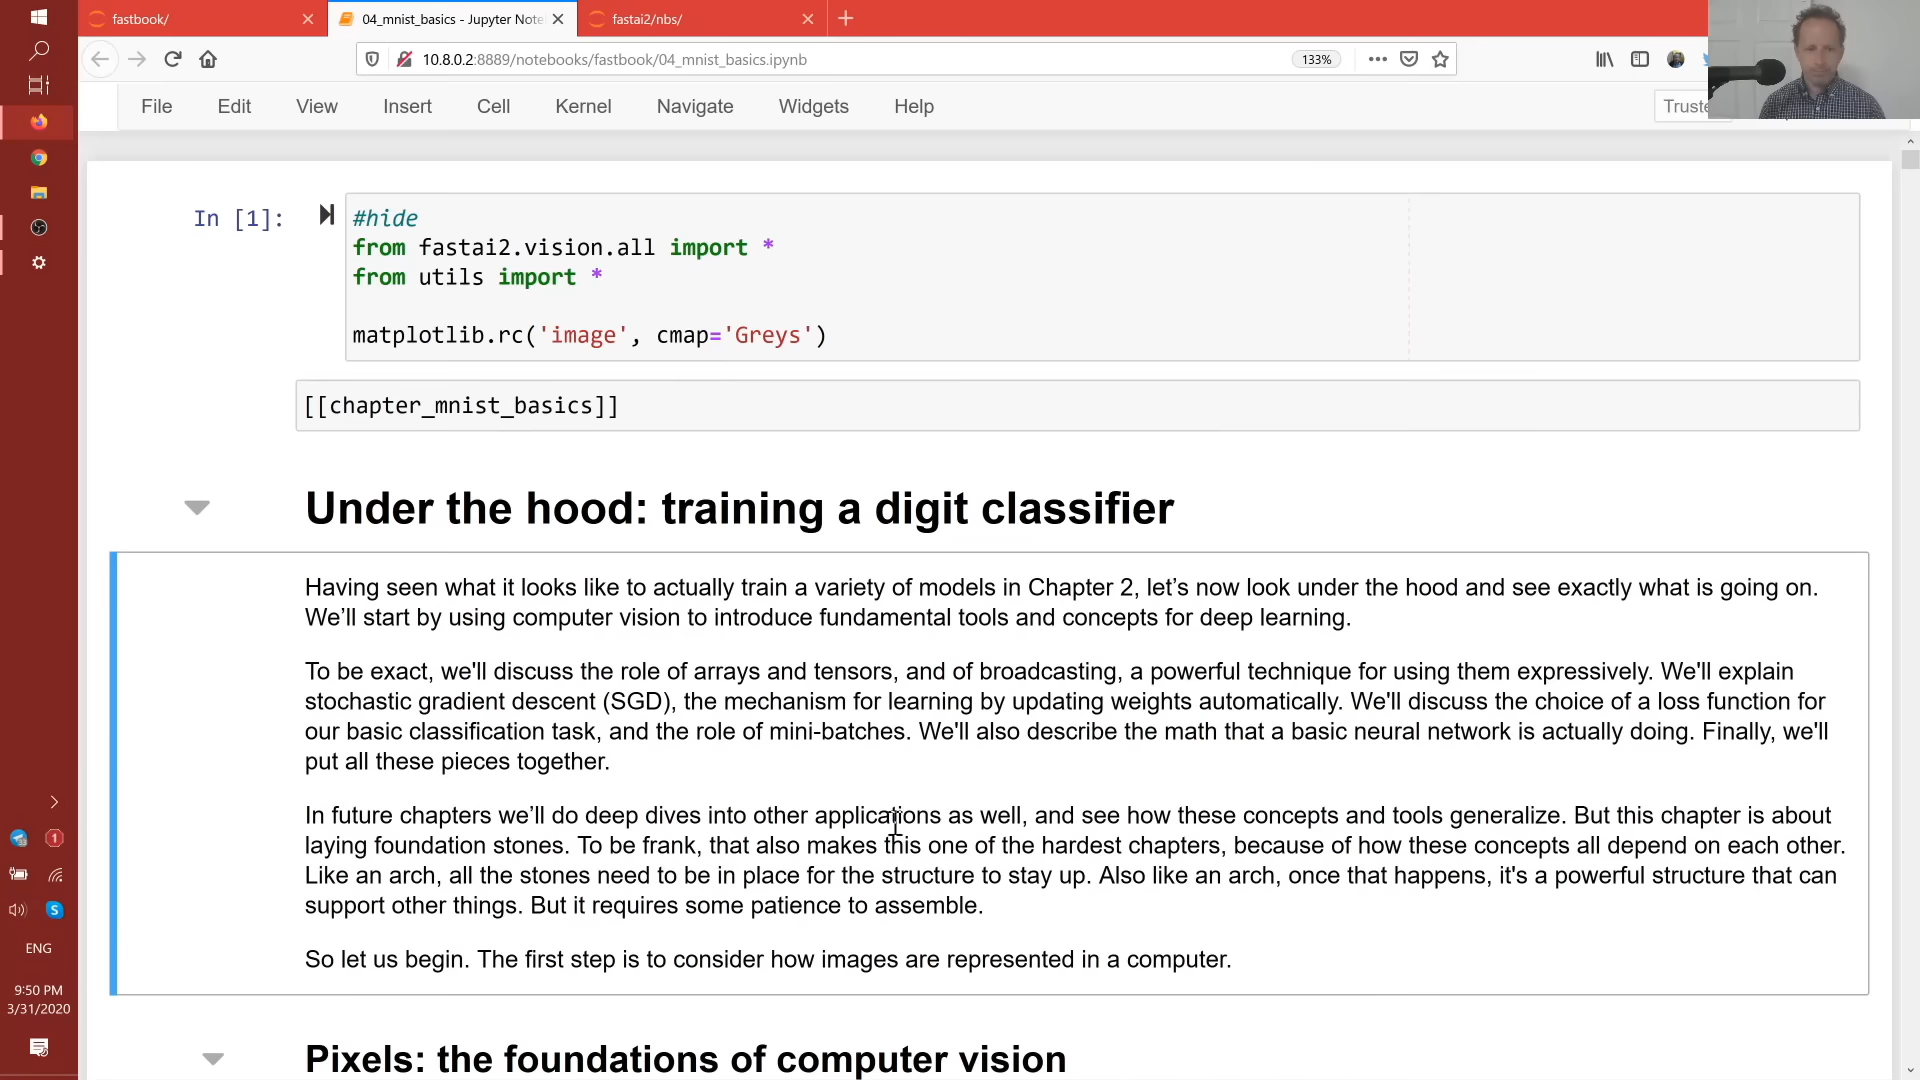 fastbook/
04_mnist_basics - Jupyter Note
fastai2/nbs/
10.8.0.2:8889/notebooks/fastbook/04_mnist_basics.ipynb
133%
File Edit View Insert Cell Kernel Navigate Widgets Help
Truste
In [1]:
#hide
from fastai2.vision.all import *
from utils import *
matplotlib.rc('image', cmap='Greys')
[[chapter_mnist_basics]]
Under the hood: training a digit classifier
Having seen what it looks like to actually train a variety of models in Chapter 2, let’s now look under the hood and see exactly what is going on.
We’ll start by using computer vision to introduce fundamental tools and concepts for deep learning.
To be exact, we'll discuss the role of arrays and tensors, and of broadcasting, a powerful technique for using them expressively. We'll explain
stochastic gradient descent (SGD), the mechanism for learning by updating weights automatically. We'll discuss the choice of a loss function for
our basic classification task, and the role of mini-batches. We'll also describe the math that a basic neural network is actually doing. Finally, we'll
put all these pieces together.
In future chapters we’ll do deep dives into other applications as well, and see how these concepts and tools generalize. But this chapter is about
laying foundation stones. To be frank, that also makes this one of the hardest chapters, because of how these concepts all depend on each other.
Like an arch, all the stones need to be in place for the structure to stay up. Also like an arch, once that happens, it's a powerful structure that can
support other things. But it requires some patience to assemble.
So let us begin. The first step is to consider how images are represented in a computer.
Pixels: the foundations of computer vision
1
S
ENG
9:50 PM
3/31/2020